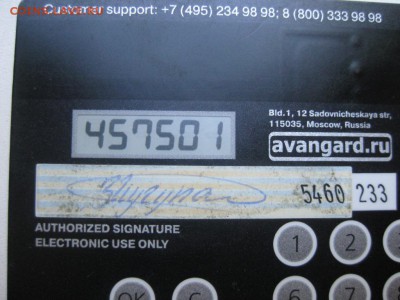 Customer support: +7 (495) 234 98 98; 8 (800) 333 98 98
Bld.1, 12 Sadovnicheskaya str,
115035, Moscow, Russia
457501
avangard.ru
5460 233
AUTHORIZED SIGNATURE
ELECTRONIC USE ONLY
1 2
OK C